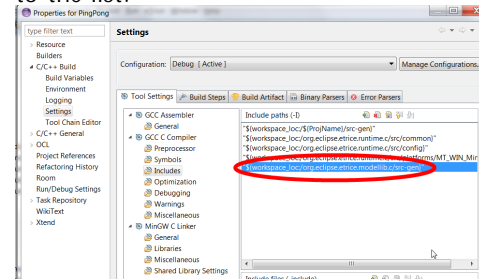 to the list?
Properties for PingPong
type filter text
Settings
Resource
Builders
C/C++ Build
Build Variables
Environment
Logging
Settings
Tool Chain Editor
C/C++ General
OCL
Project References
Refactoring History
Room
Run/Debug Settings
Task Repository
WikiText
Xtend
Configuration: Debug [ Active ]
Manage Configurations.
Tool Settings Build Steps Build Artifact Binary Parsers Error Parsers
GCC Assembler
General
GCC C Compiler
Preprocessor
Symbols
Includes
Optimization
Debugging
Warnings
Miscellaneous
MinGW C Linker
General
Libraries
Miscellaneous
Shared Library Settings
Include paths (-I)
"${workspace_loc:/${ProjName}/src-gen}"
"${workspace_loc:/org.eclipse.etrice.runtime.c/src/common}"
"${workspace_loc:/org.eclipse.etrice.runtime.c/src/config}"
"${workspace_loc:/org.eclipse.etrice.runtime.c/src/platforms/MT_WIN_Min
"${workspace_loc:/org.eclipse.etrice.modellib.c/src-gen}
Include files (-include)